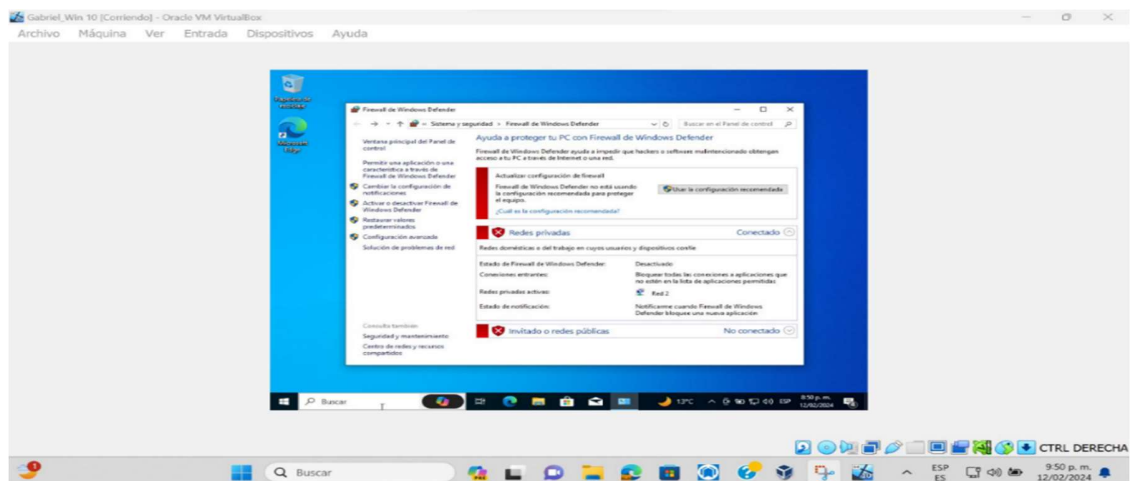 Gabriel_Win 10 [Corriendo] - Oracle VM VirtualBox
Archivo Máquina Ver Entrada Dispositivos Ayuda
Papelera de reciclaje
Microsoft Edge
Firewall de Windows Defender
Sistema y seguridad > Firewall de Windows Defender
Buscar en el Panel de control
Ventana principal del Panel de
control
Permitir una aplicación o una
característica a través de
Firewall de Windows Defender
Cambiar la configuración de
notificaciones
Activar o desactivar Firewall de
Windows Defender
Restaurar valores
predeterminados
Configuración avanzada
Solución de problemas de red
Consulta también
Seguridad y mantenimiento
Centro de redes y recursos
compartidos
Ayuda a proteger tu PC con Firewall de Windows Defender
Firewall de Windows Defender ayuda a impedir que hackers o software malintencionado obtengan
acceso a tu PC a través de Internet o una red.
Actualizar configuración de firewall
Firewall de Windows Defender no está usando
la configuración recomendada para proteger
el equipo.
¿Cuál es la configuración recomendada?
Usar la configuración recomendada
Redes privadas Conectado
Redes domésticas o del trabajo en cuyos usuarios y dispositivos confíe
Estado de Firewall de Windows Defender: Desactivado
Conexiones entrantes: Bloquear todas las conexiones a aplicaciones que
no estén en la lista de aplicaciones permitidas
Redes privadas activas: Red 2
Estado de notificación: Notificarme cuando Firewall de Windows
Defender bloquee una nueva aplicación
Invitado o redes públicas No conectado
Buscar
13°C
ESP
8:50 p. m.
12/02/2024
CTRL DERECHA
Buscar
ESP
ES
9:50 p. m.
12/02/2024